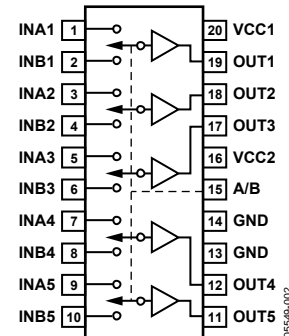 INA1 1 20 VCC1
INB1 2 19 OUT1
INA2 3 18 OUT2
INB2 4 17 OUT3
INA3 5 16 VCC2
INB3 6 15 A/B
INA4 7 14 GND
INB4 8 13 GND
INA5 9 12 OUT4
INB5 10 11 OUT5
05549-002